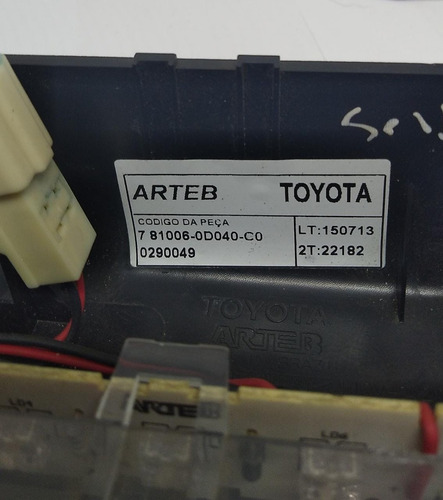 ARTEB TOYOTA
CODIGO DA PEÇA
7 81006-0D040-C0
0290049
LT:150713
2T:22182
TOYOTA
ARTEB
ARTEB